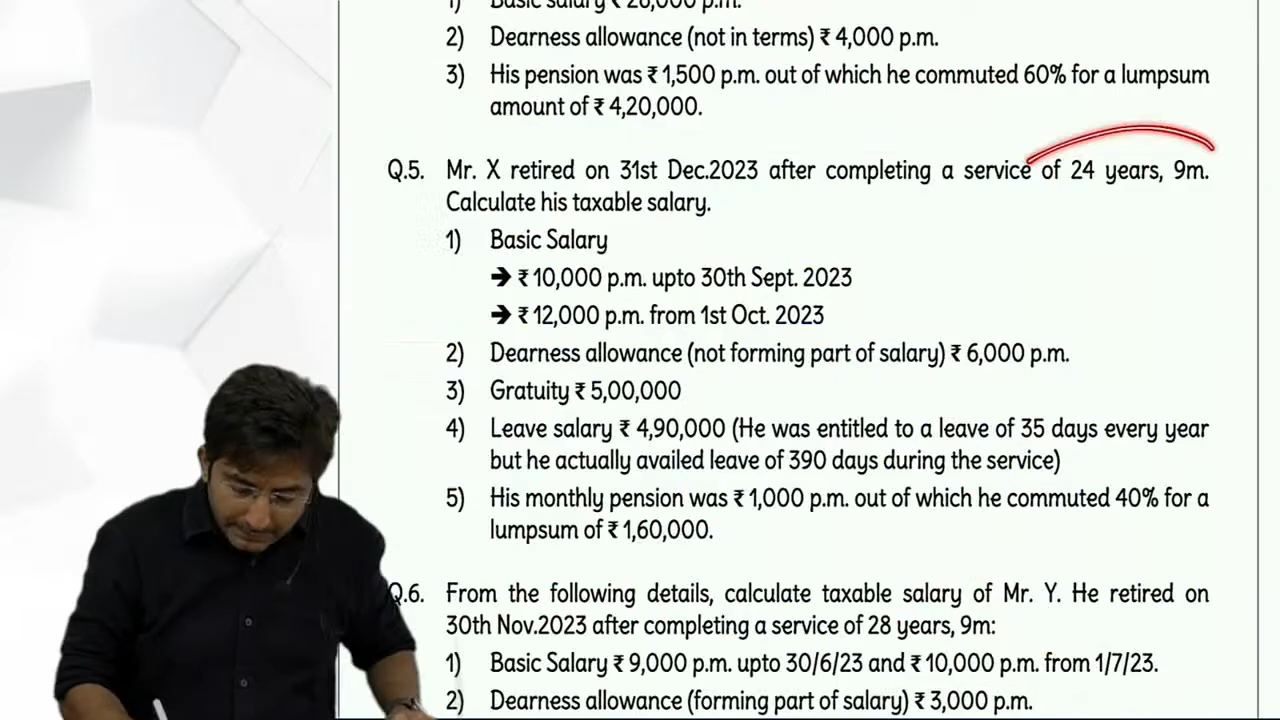 1) Basic salary ₹ 28,000 p.m.
2) Dearness allowance (not in terms) ₹ 4,000 p.m.
3) His pension was ₹ 1,500 p.m. out of which he commuted 60% for a lumpsum
amount of ₹ 4,20,000.
Q.5. Mr. X retired on 31st Dec.2023 after completing a service of 24 years, 9m.
Calculate his taxable salary.
1) Basic Salary
➔ ₹ 10,000 p.m. upto 30th Sept. 2023
➔ ₹ 12,000 p.m. from 1st Oct. 2023
2) Dearness allowance (not forming part of salary) ₹ 6,000 p.m.
3) Gratuity ₹ 5,00,000
4) Leave salary ₹ 4,90,000 (He was entitled to a leave of 35 days every year
but he actually availed leave of 390 days during the service)
5) His monthly pension was ₹ 1,000 p.m. out of which he commuted 40% for a
lumpsum of ₹ 1,60,000.
Q.6. From the following details, calculate taxable salary of Mr. Y. He retired on
30th Nov.2023 after completing a service of 28 years, 9m:
1) Basic Salary ₹ 9,000 p.m. upto 30/6/23 and ₹ 10,000 p.m. from 1/7/23.
2) Dearness allowance (forming part of salary) ₹ 3,000 p.m.